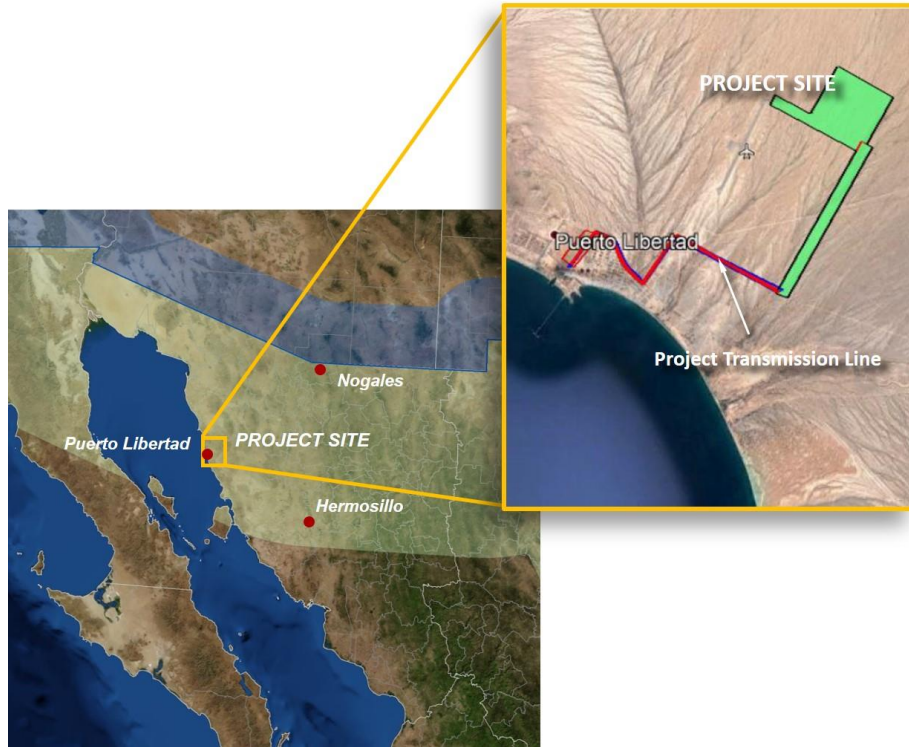 PROJECT SITE
Puerto Libertad
Project Transmission Line
Nogales
Puerto Libertad
PROJECT SITE
Hermosillo